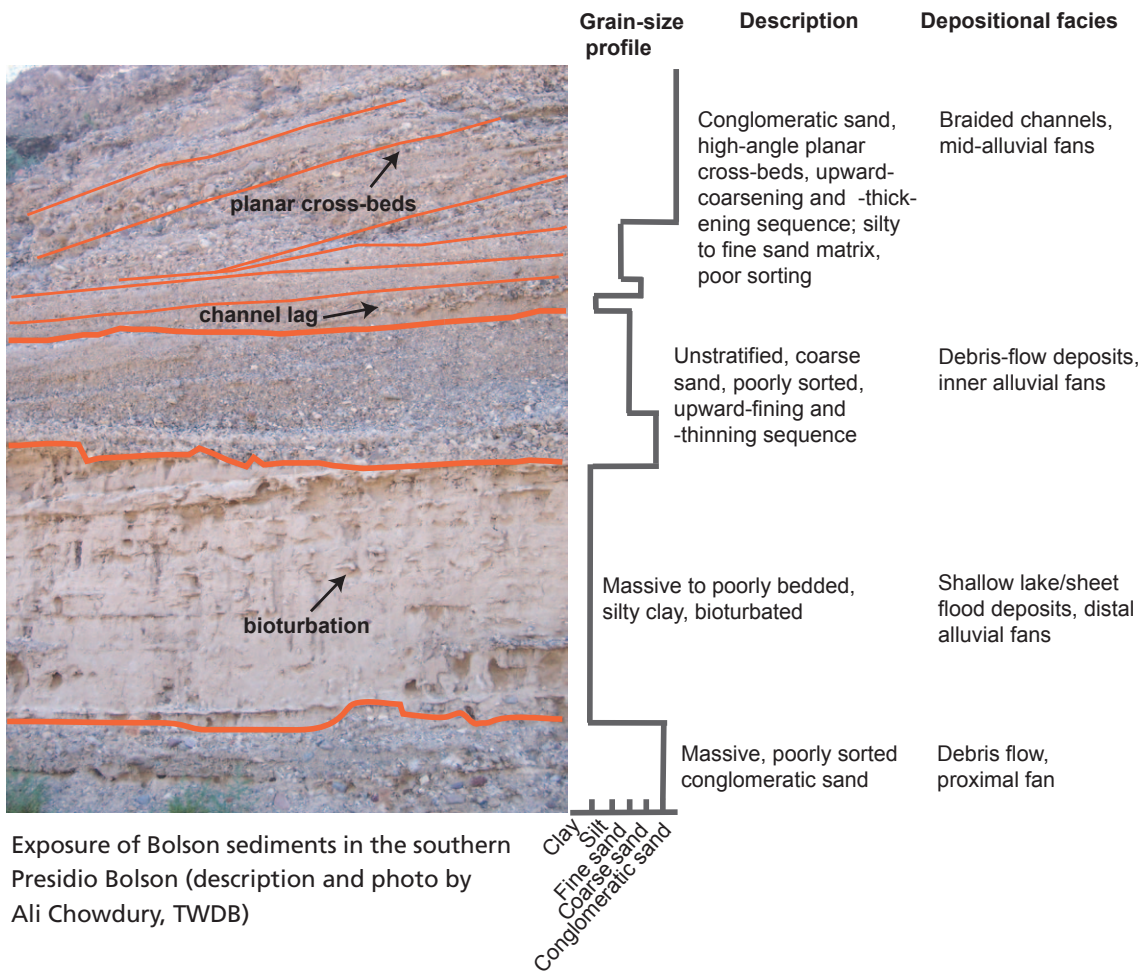 Grain-size
profile
Description
Depositional facies
Conglomeratic sand,
high-angle planar
cross-beds, upward-
coarsening and -thick-
ening sequence; silty
to fine sand matrix,
poor sorting
Braided channels,
mid-alluvial fans
planar cross-beds
channel lag
Unstratified, coarse
sand, poorly sorted,
upward-fining and
-thinning sequence
Debris-flow deposits,
inner alluvial fans
bioturbation
Massive to poorly bedded,
silty clay, bioturbated
Shallow lake/sheet
flood deposits, distal
alluvial fans
Massive, poorly sorted
conglomeratic sand
Debris flow,
proximal fan
Clay
Silt
Fine sand
Coarse sand
Conglomeratic sand
Exposure of Bolson sediments in the southern
Presidio Bolson (description and photo by
Ali Chowdury, TWDB)